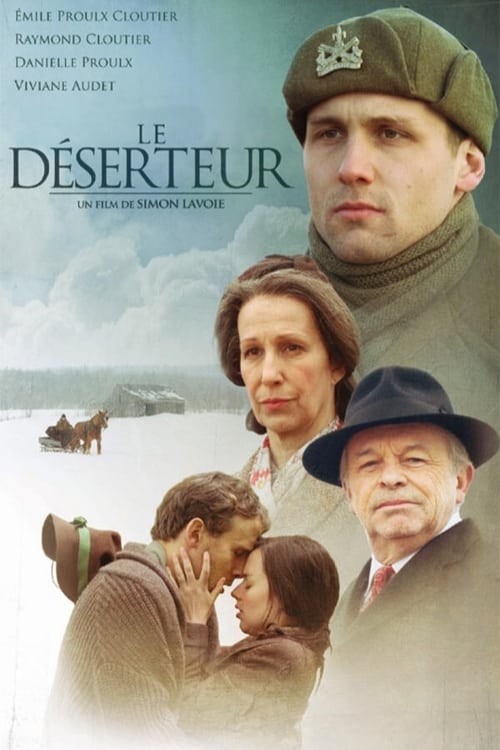 ÉMILE PROULX CLOUTIER
RAYMOND CLOUTIER
DANIELLE PROULX
VIVIANE AUDET
LE
DÉSERTEUR
UN FILM DE SIMON LAVOIE